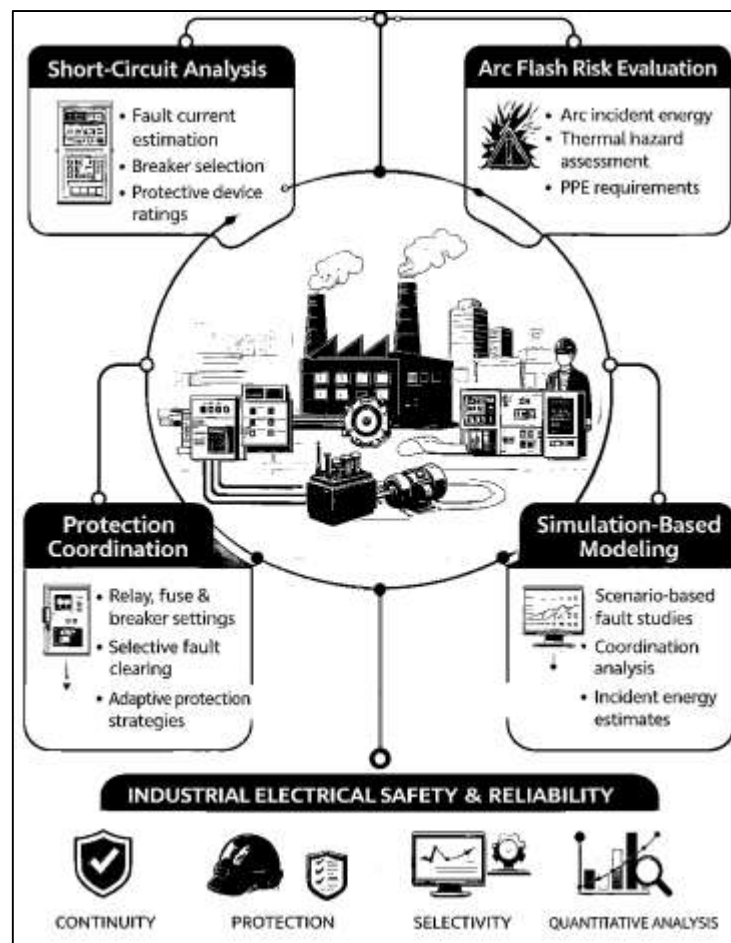 Short-Circuit Analysis
• Fault current
estimation
• Breaker selection
• Protective device
ratings
Arc Flash Risk Evaluation
• Arc incident energy
• Thermal hazard
assessment
• PPE requirements
Protection
Coordination
• Relay, fuse &
breaker settings
• Selective fault
clearing
• Adaptive protection
strategies
Simulation-Based
Modeling
Scenario-based
fault studies
• Coordination
analysis
• Incident energy
estimates
INDUSTRIAL ELECTRICAL SAFETY & RELIABILITY
CONTINUITY
PROTECTION
SELECTIVITY
QUANTITATIVE ANALYSIS